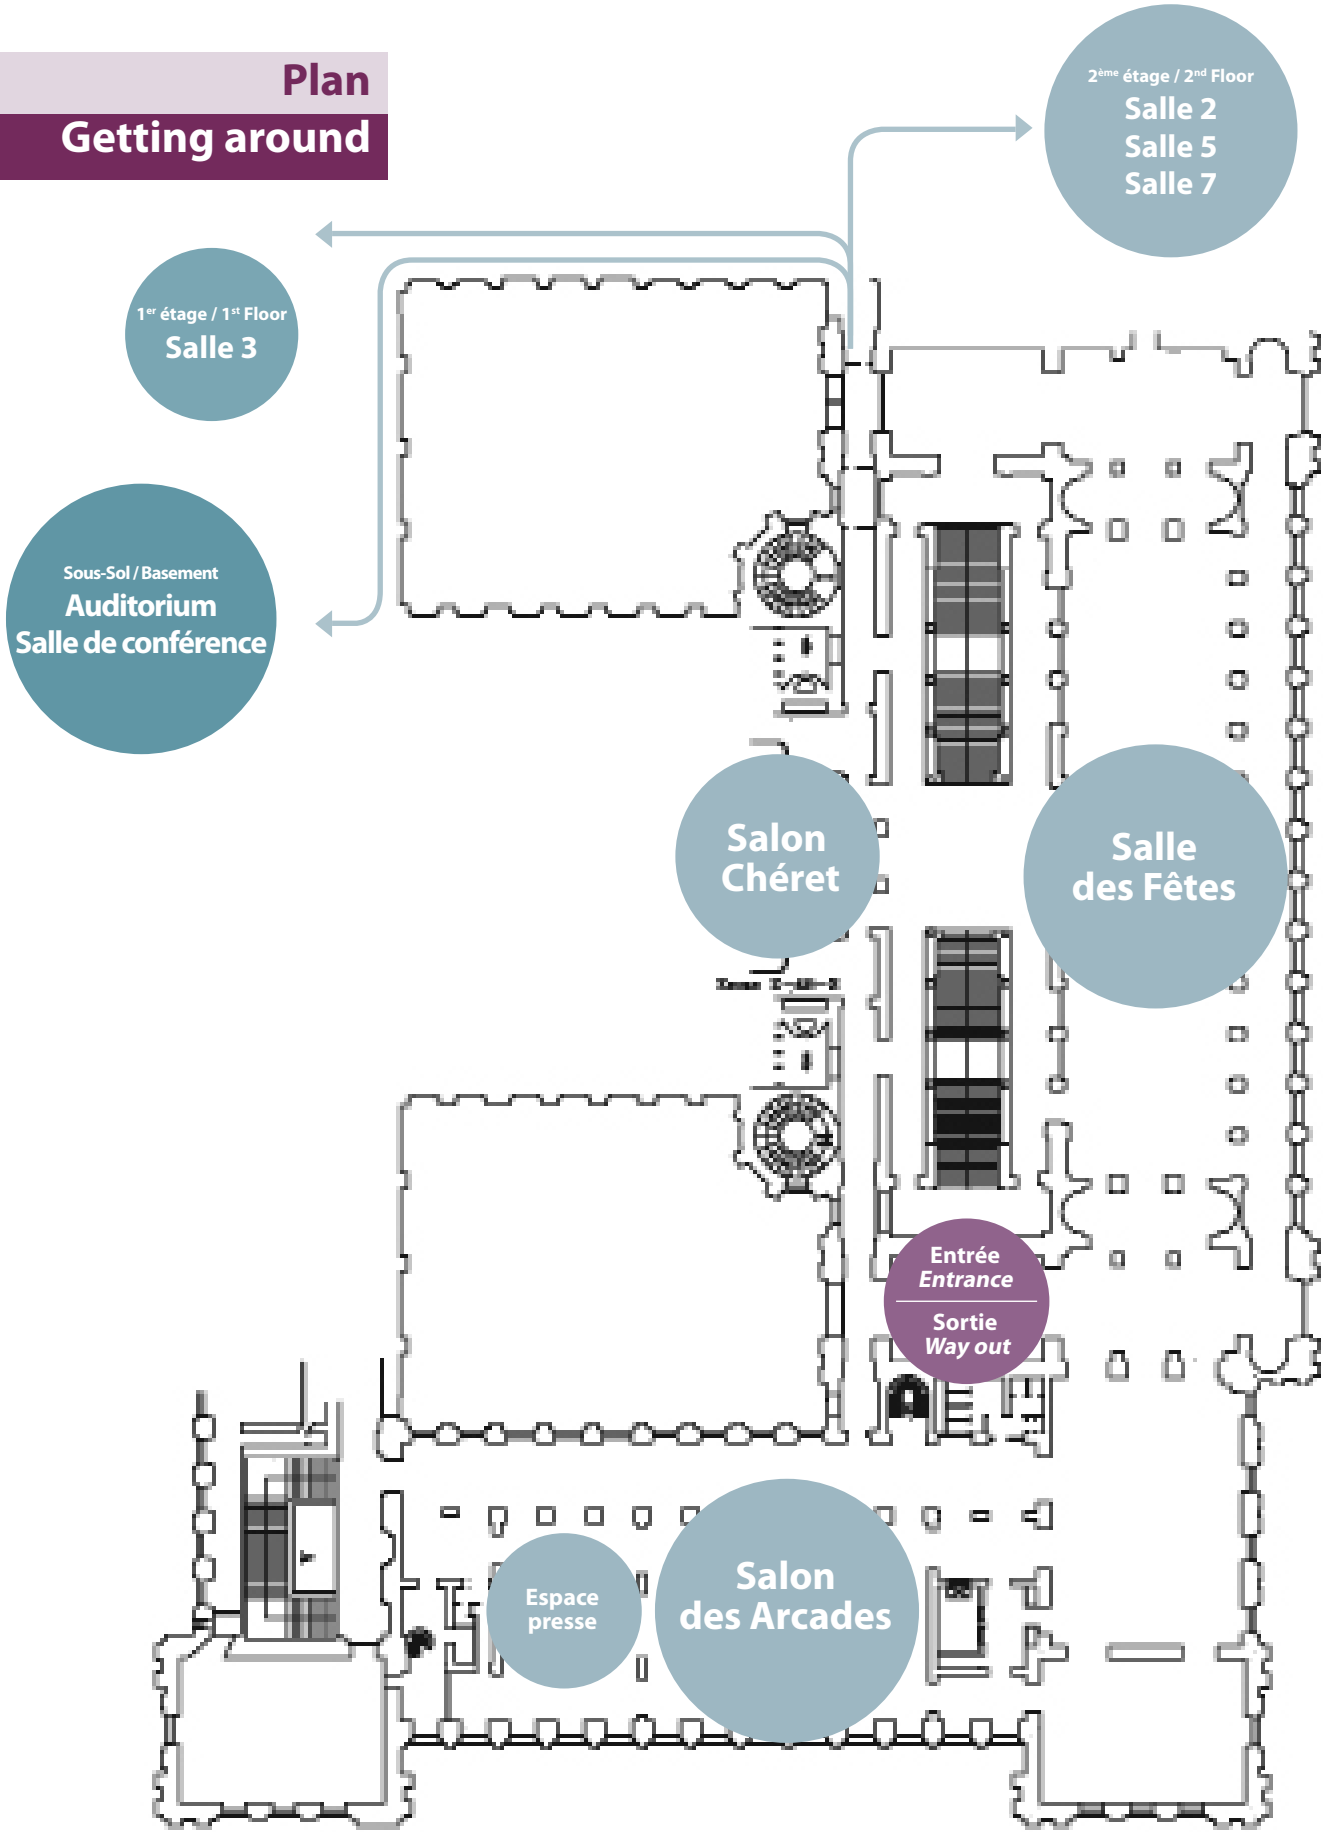 Plan
Getting around
2ème étage / 2nd Floor
Salle 2
Salle 5
Salle 7
1er étage / 1st Floor
Salle 3
Sous-Sol / Basement
Auditorium
Salle de conférence
Salon
Chéret
Salle
des Fêtes
Entrée
Entrance
Sortie
Way out
Espace
presse
Salon
des Arcades